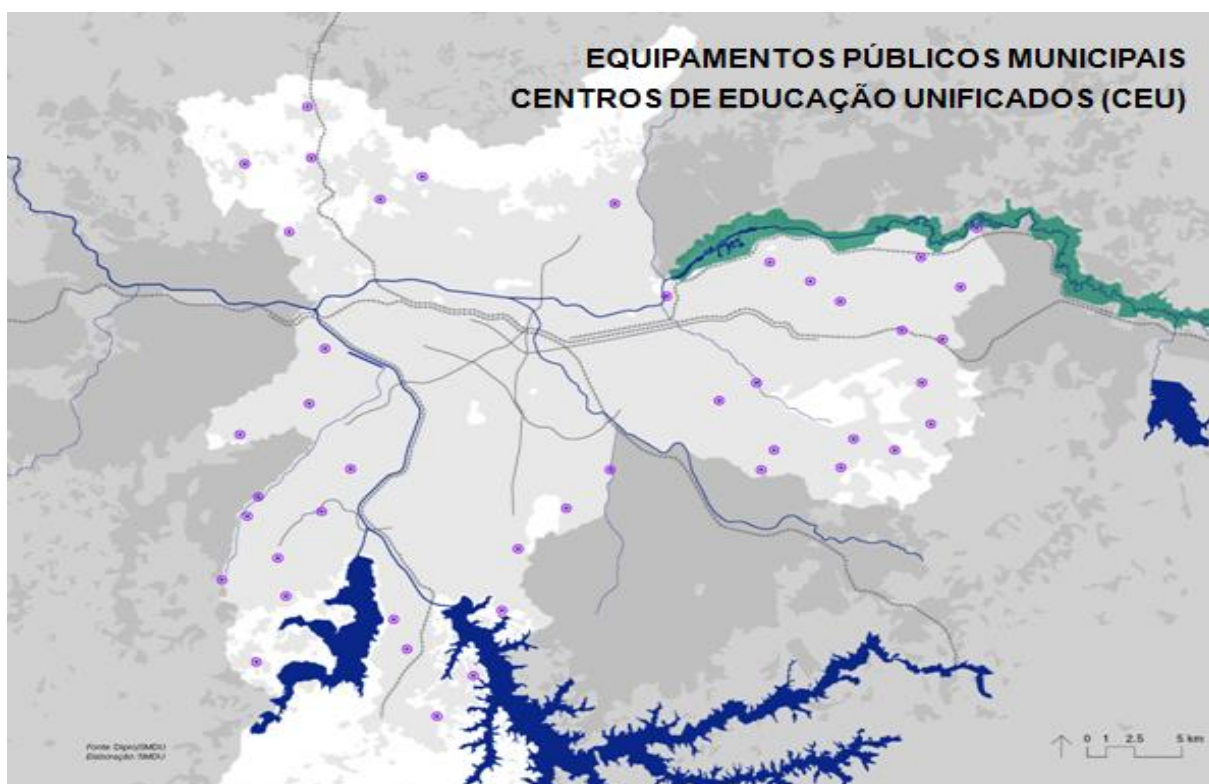 EQUIPAMENTOS PÚBLICOS MUNICIPAIS
CENTROS DE EDUCAÇÃO UNIFICADOS (CEU)
Fonte: Dipro/SMDU
Elaboração: SMDU
0 1 2.5 5 km